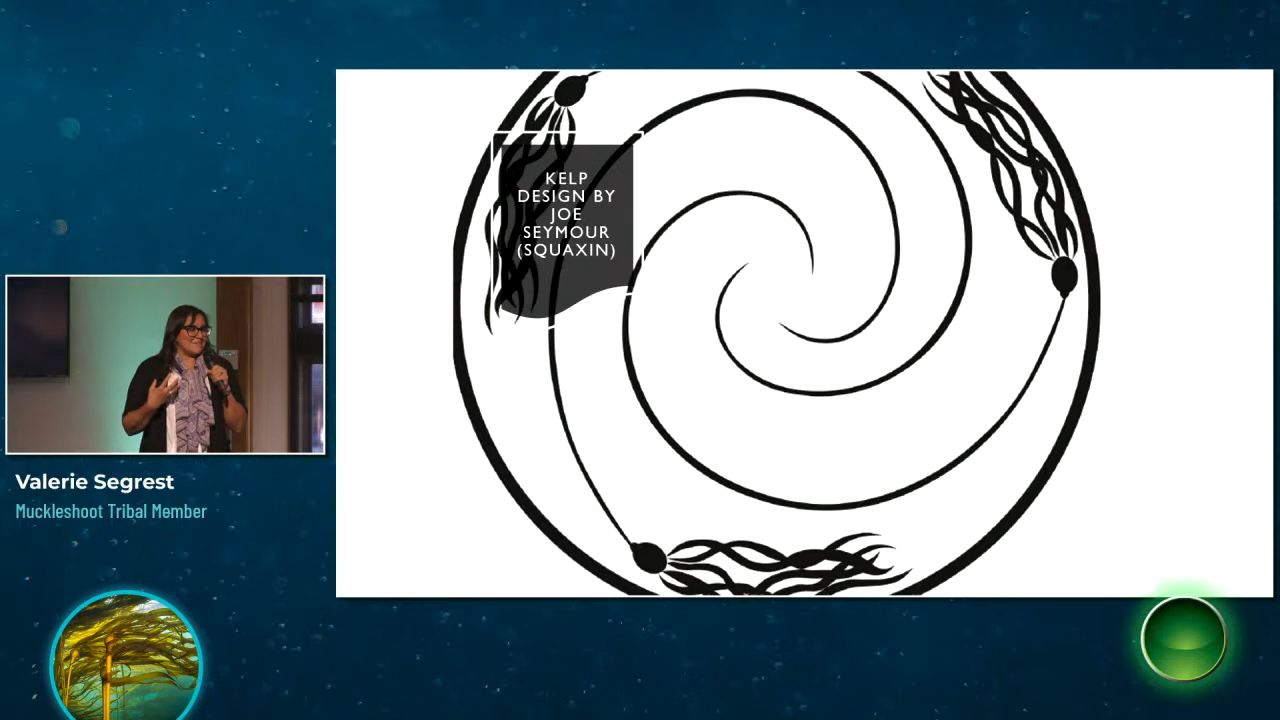 KELP
DESIGN BY
JOE
SEYMOUR
(SQUAXIN)
Valerie Segrest
Muckleshoot Tribal Member